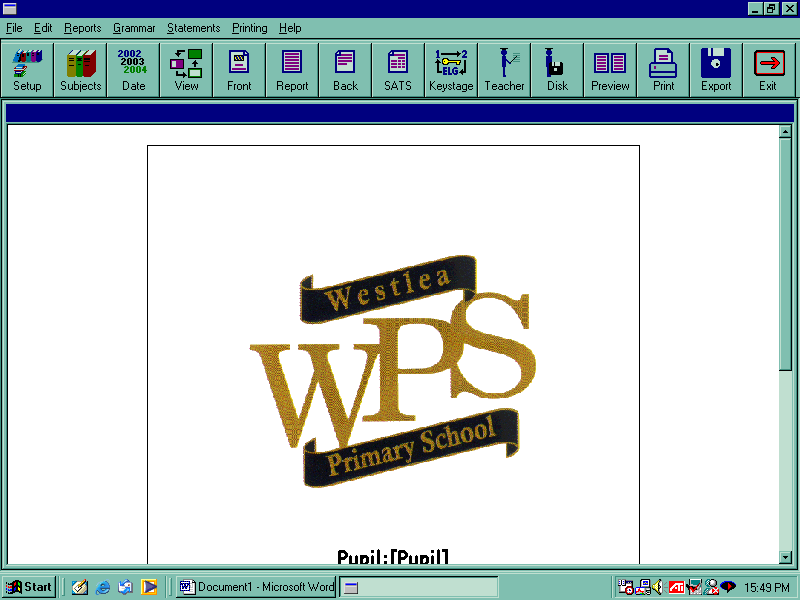 File Edit Reports Grammar Statements Printing Help
2002
2003
2004
1 2
ELG
Setup Subjects Date View Front Report Back SATS Keystage Teacher Disk Preview Print Export Exit
Westlea
WPS
Primary School
Pupil:[Pupil]
Start Document1 - Microsoft Word 15:49 PM